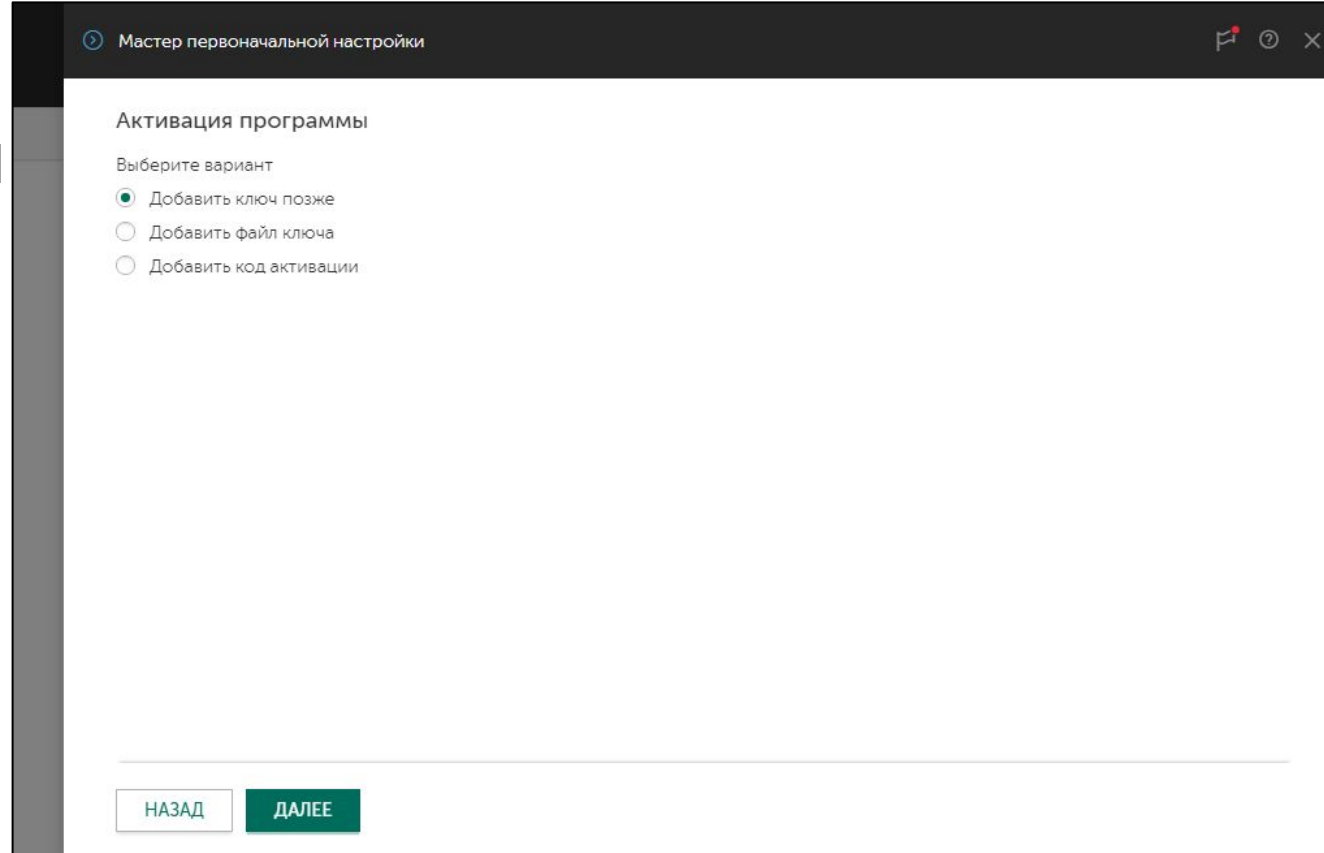 Мастер первоначальной настройки
Активация программы
Выберите вариант
Добавить ключ позже
Добавить файл ключа
Добавить код активации
НАЗАД ДАЛЕЕ